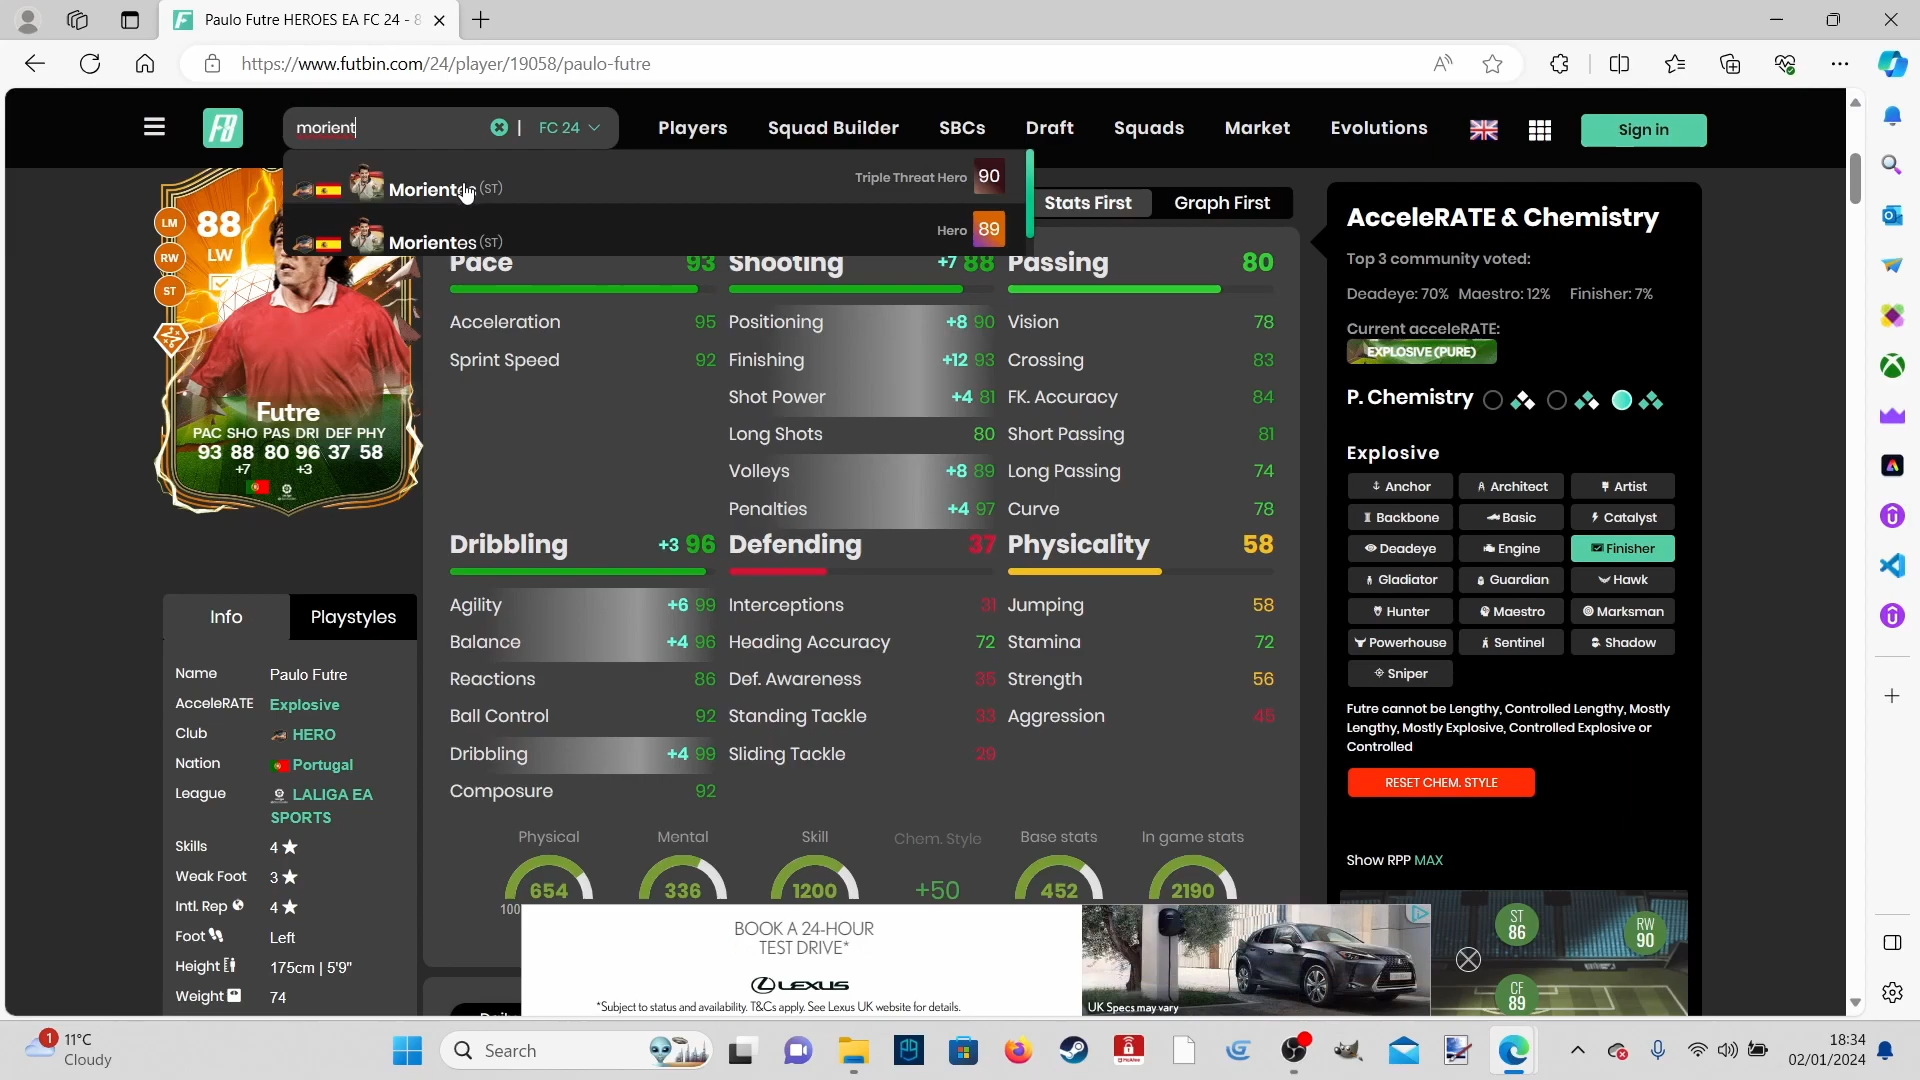 Paulo Futre HEROES EA FC 24 - 8
https://www.futbin.com/24/player/19058/paulo-futre
morient
FC 24
Players
Squad Builder
SBCs
Draft
Squads
Market
Evolutions
Sign in
Morientes (ST)
Triple Threat Hero
90
Morientes (ST)
Hero
89
LM
RW
ST
88
LW
Futre
PAC SHO PAS DRI DEF PHY
93 88 80 96 37 58
+7 +3
Stats First
Graph First
Pace 93
Acceleration 95
Sprint Speed 92
Shooting +7 88
Positioning +8 90
Finishing +12 93
Shot Power +4 81
Long Shots 80
Volleys +8 89
Penalties +4 97
Passing 80
Vision 78
Crossing 83
FK. Accuracy 84
Short Passing 81
Long Passing 74
Curve 78
Dribbling +3 96
Agility +6 99
Balance +4 96
Reactions 86
Ball Control 92
Dribbling +4 99
Composure 92
Defending 37
Interceptions 31
Heading Accuracy 72
Def. Awareness 35
Standing Tackle 33
Sliding Tackle 29
Physicality 58
Jumping 58
Stamina 72
Strength 56
Aggression 45
Physical
654
Mental
336
Skill
1200
Chem. Style
+50
Base stats
452
In game stats
2190
100
Info
Playstyles
Name Paulo Futre
AcceleRATE Explosive
Club HERO
Nation Portugal
League LALIGA EA
SPORTS
Skills 4
Weak Foot 3
Intl. Rep 4
Foot Left
Height 175cm | 5'9"
Weight 74
AcceleRATE & Chemistry
Top 3 community voted:
Deadeye: 70% Maestro: 12% Finisher: 7%
Current acceleRATE:
EXPLOSIVE (PURE)
P. Chemistry
Explosive
Anchor Architect Artist
Backbone Basic Catalyst
Deadeye Engine Finisher
Gladiator Guardian Hawk
Hunter Maestro Marksman
Powerhouse Sentinel Shadow
Sniper
Futre cannot be Lengthy, Controlled Lengthy, Mostly
Lengthy, Mostly Explosive, Controlled Explosive or
Controlled
RESET CHEM. STYLE
Show RPP MAX
ST
86
RW
90
CF
89
BOOK A 24-HOUR
TEST DRIVE*
LEXUS
*Subject to status and availability. T&Cs apply. See Lexus UK website for details.
UK Specs may vary
1
11°C
Cloudy
Search
18:34
02/01/2024